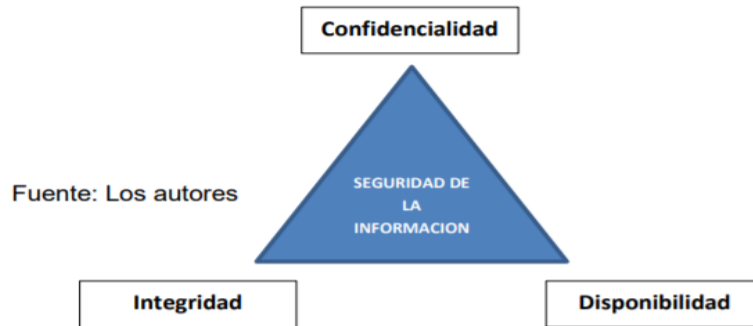 Confidencialidad
Fuente: Los autores
SEGURIDAD DE
LA
INFORMACION
Integridad
Disponibilidad